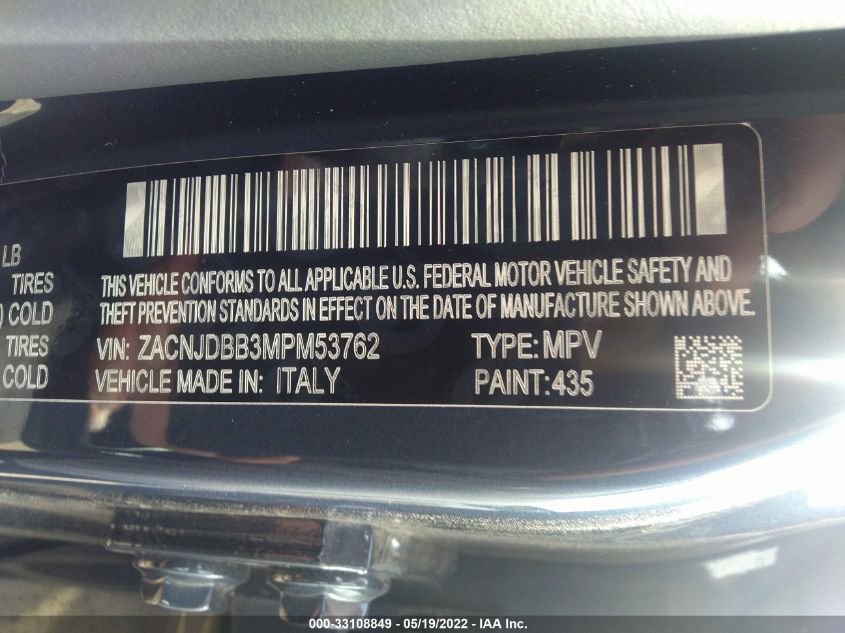 LB
TIRES
) COLD
TIRES
COLD
THIS VEHICLE CONFORMS TO ALL APPLICABLE U.S. FEDERAL MOTOR VEHICLE SAFETY AND
THEFT PREVENTION STANDARDS IN EFFECT ON THE DATE OF MANUFACTURE SHOWN ABOVE.
VIN: ZACNJDBB3MPM53762 TYPE: MPV
VEHICLE MADE IN: ITALY PAINT:435
000-33108849 - 05/19/2022 - IAA Inc.